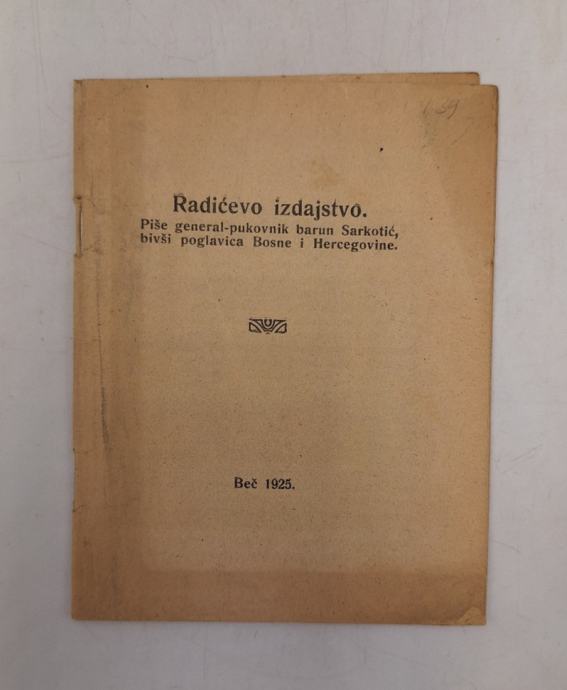 Radićevo izdajstvo.
Piše general-pukovnik barun Sarkotić,
bivši poglavica Bosne i Hercegovine.
Beč 1925.